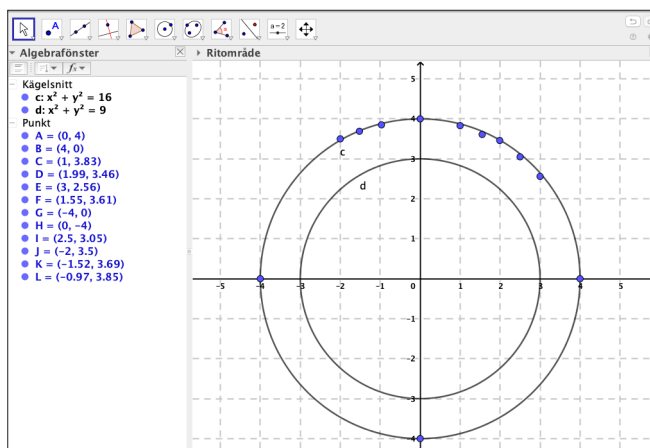 a=2
Algebrafönster
Ritområde
Kägelsnitt
c: x² + y² = 16
d: x² + y² = 9
Punkt
A = (0, 4)
B = (4, 0)
C = (1, 3.83)
D = (1.99, 3.46)
E = (3, 2.56)
F = (1.55, 3.61)
G = (−4, 0)
H = (0, −4)
I = (2.5, 3.05)
J = (−2, 3.5)
K = (−1.52, 3.69)
L = (−0.97, 3.85)
5
4
c
3
d
2
1
-5 -4 -3 -2 -1 0 1 2 3 4 5
-1
-2
-3
-4